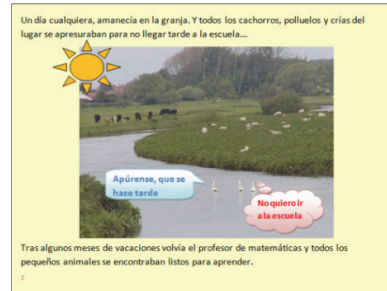 Un día cualquiera, amanecía en la granja. Y todos los cachorros, polluelos y crías del
lugar se apresuraban para no llegar tarde a la escuela...
Apúrense, que se
hace tarde
No quiero ir
a la escuela
Tras algunos meses de vacaciones volvía el profesor de matemáticas y todos los
pequeños animales se encontraban listos para aprender.
2